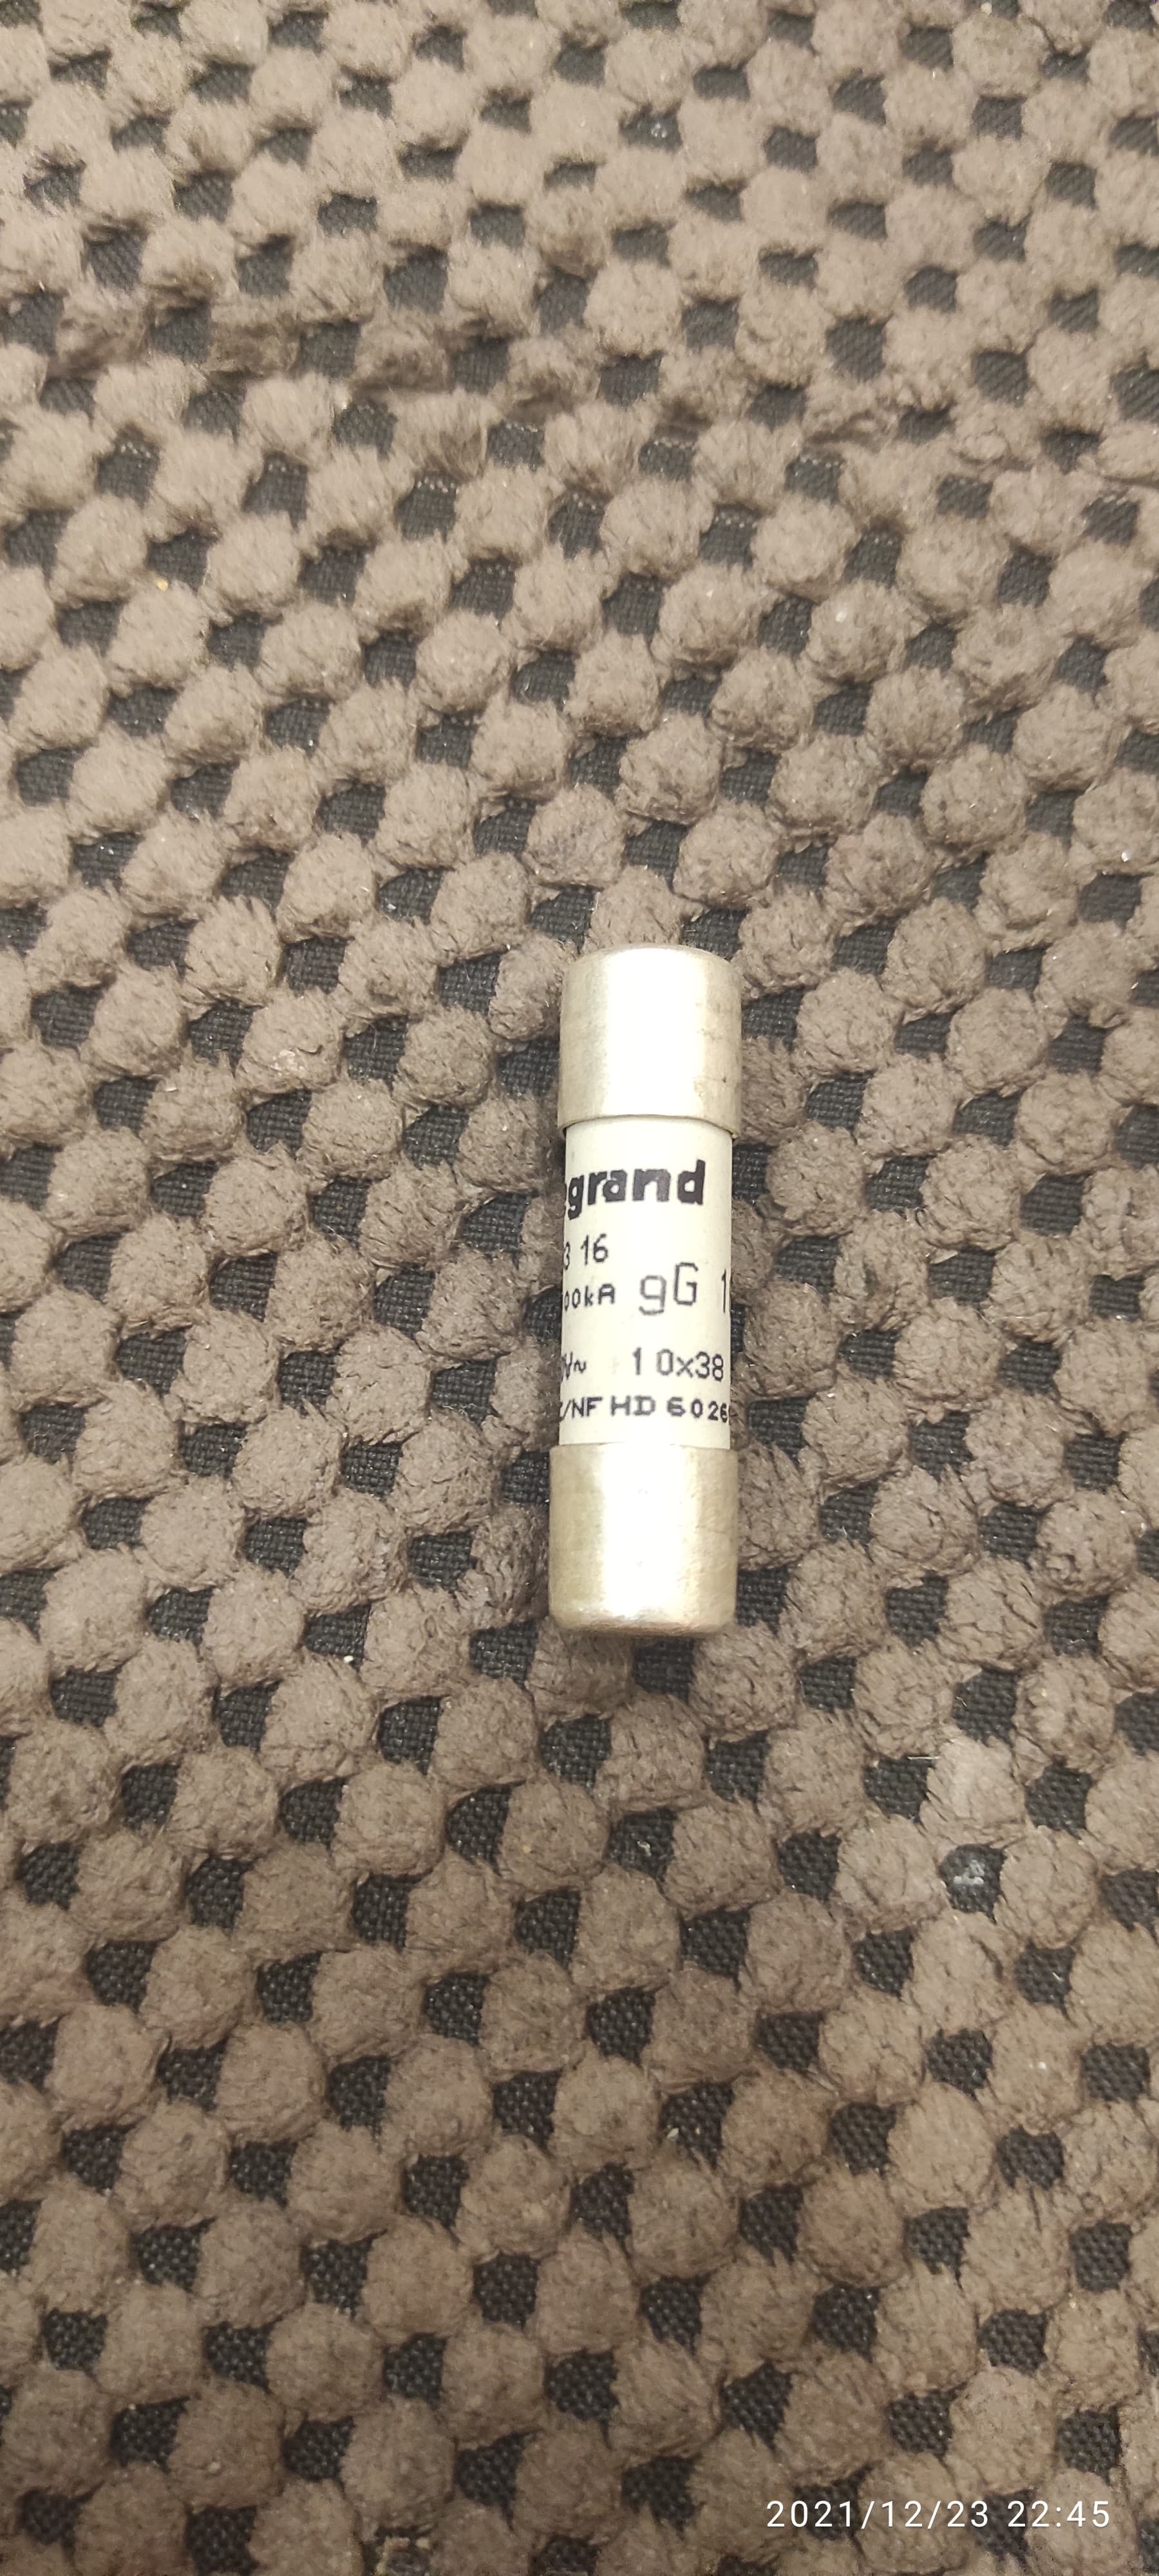 grand
3 16
00kA gG 1
V~ 10x38
/NF HD 6026
2021/12/23 22:45